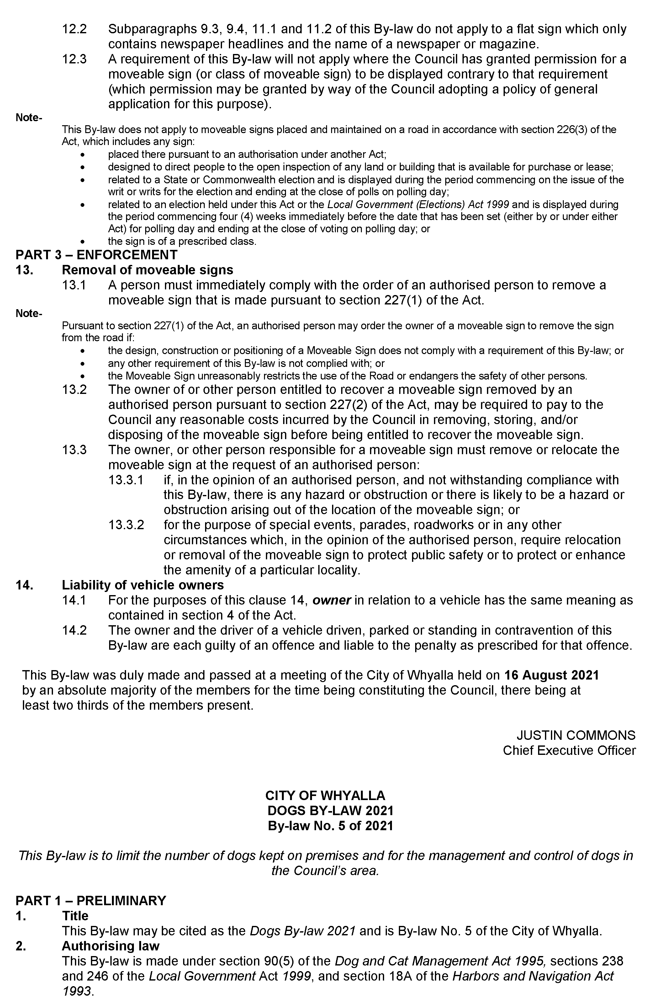 12.2 Subparagraphs 9.3, 9.4, 11.1 and 11.2 of this By-law do not apply to a flat sign which only
contains newspaper headlines and the name of a newspaper or magazine.
12.3 A requirement of this By-law will not apply where the Council has granted permission for a
moveable sign (or class of moveable sign) to be displayed contrary to that requirement
(which permission may be granted by way of the Council adopting a policy of general
application for this purpose).
Note-
This By-law does not apply to moveable signs placed and maintained on a road in accordance with section 226(3) of the
Act, which includes any sign:
• placed there pursuant to an authorisation under another Act;
• designed to direct people to the open inspection of any land or building that is available for purchase or lease;
• related to a State or Commonwealth election and is displayed during the period commencing on the issue of the
writ or writs for the election and ending at the close of polls on polling day;
• related to an election held under this Act or the Local Government (Elections) Act 1999 and is displayed during
the period commencing four (4) weeks immediately before the date that has been set (either by or under either
Act) for polling day and ending at the close of voting on polling day; or
• the sign is of a prescribed class.
PART 3 – ENFORCEMENT
13. Removal of moveable signs
13.1 A person must immediately comply with the order of an authorised person to remove a
moveable sign that is made pursuant to section 227(1) of the Act.
Note-
Pursuant to section 227(1) of the Act, an authorised person may order the owner of a moveable sign to remove the sign
from the road if:
• the design, construction or positioning of a Moveable Sign does not comply with a requirement of this By-law; or
• any other requirement of this By-law is not complied with; or
• the Moveable Sign unreasonably restricts the use of the Road or endangers the safety of other persons.
13.2 The owner of or other person entitled to recover a moveable sign removed by an
authorised person pursuant to section 227(2) of the Act, may be required to pay to the
Council any reasonable costs incurred by the Council in removing, storing, and/or
disposing of the moveable sign before being entitled to recover the moveable sign.
13.3 The owner, or other person responsible for a moveable sign must remove or relocate the
moveable sign at the request of an authorised person:
13.3.1 if, in the opinion of an authorised person, and not withstanding compliance with
this By-law, there is any hazard or obstruction or there is likely to be a hazard or
obstruction arising out of the location of the moveable sign; or
13.3.2 for the purpose of special events, parades, roadworks or in any other
circumstances which, in the opinion of the authorised person, require relocation
or removal of the moveable sign to protect public safety or to protect or enhance
the amenity of a particular locality.
14. Liability of vehicle owners
14.1 For the purposes of this clause 14, owner in relation to a vehicle has the same meaning as
contained in section 4 of the Act.
14.2 The owner and the driver of a vehicle driven, parked or standing in contravention of this
By-law are each guilty of an offence and liable to the penalty as prescribed for that offence.
This By-law was duly made and passed at a meeting of the City of Whyalla held on 16 August 2021
by an absolute majority of the members for the time being constituting the Council, there being at
least two thirds of the members present.
JUSTIN COMMONS
Chief Executive Officer
CITY OF WHYALLA
DOGS BY-LAW 2021
By-law No. 5 of 2021
This By-law is to limit the number of dogs kept on premises and for the management and control of dogs in
the Council's area.
PART 1 – PRELIMINARY
1. Title
This By-law may be cited as the Dogs By-law 2021 and is By-law No. 5 of the City of Whyalla.
2. Authorising law
This By-law is made under section 90(5) of the Dog and Cat Management Act 1995, sections 238
and 246 of the Local Government Act 1999, and section 18A of the Harbors and Navigation Act
1993.